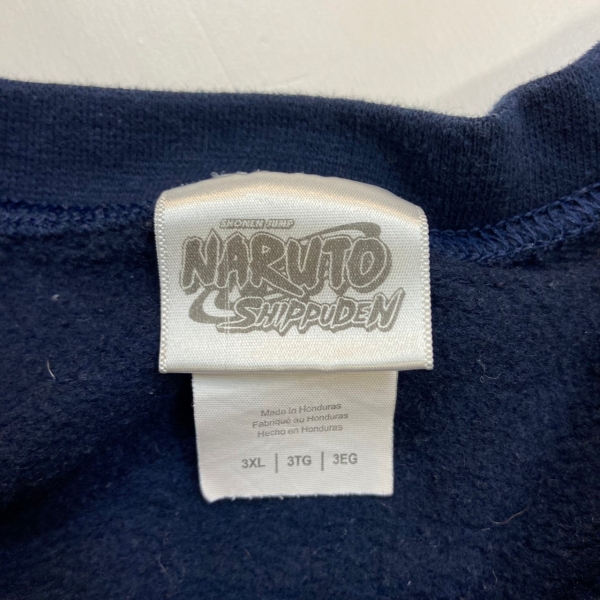 SHONEN JUMP
NARUTO
SHIPPUDEN
Made in Honduras
Fabriqué au Honduras
Hecho en Honduras
3XL | 3TG | 3EG